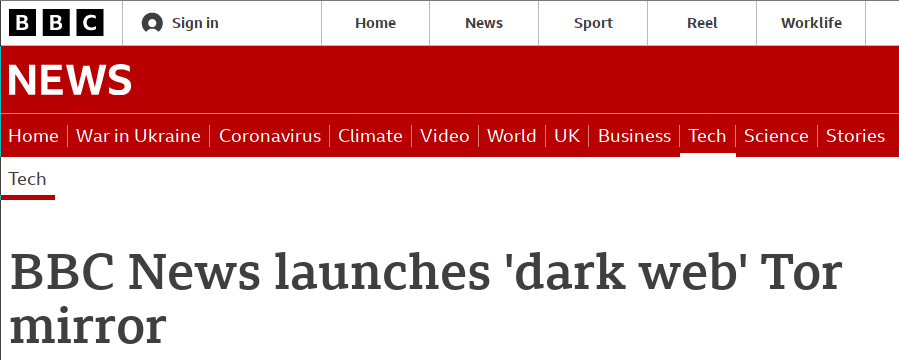 BBC Sign in Home News Sport Reel Worklife
NEWS
Home War in Ukraine Coronavirus Climate Video World UK Business Tech Science Stories
Tech
BBC News launches 'dark web' Tor
mirror